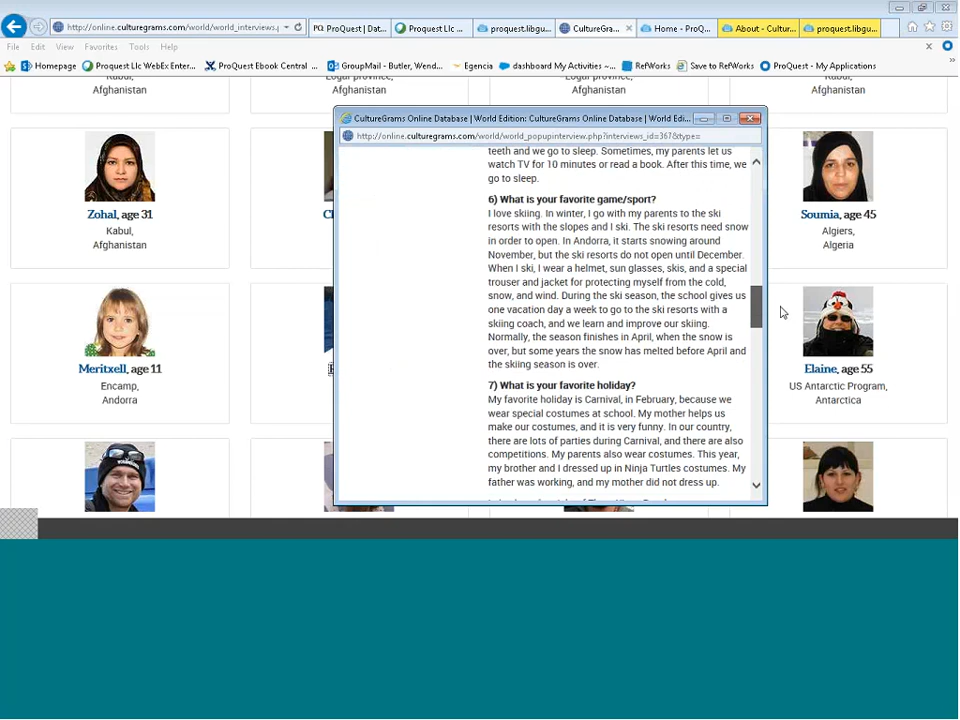 http://online.culturegrams.com/world/world_interviews.p
ProQuest | Dat...
ProQuest Llc ...
proquest.libgu...
CultureGra...
Home - ProQ...
About - Cultur...
proquest.libgu...
File Edit View Favorites Tools Help
Homepage
Proquest Llc WebEx Enter...
ProQuest Ebook Central ...
GroupMail - Butler, Wend...
Egencia
dashboard My Activities ~...
RefWorks
Save to RefWorks
ProQuest - My Applications
Kabul,
Afghanistan
Logar province,
Afghanistan
Kabul,
Afghanistan
Zohal, age 31
Kabul,
Afghanistan
Soumia, age 45
Algiers,
Algeria
Meritxell, age 11
Encamp,
Andorra
Elaine, age 55
US Antarctic Program,
Antarctica
CultureGrams Online Database | World Edition: CultureGrams Online Database | World Edi...
http://online.culturegrams.com/world/world_popupinterview.php?interviews_id=367&type=
teeth and we go to sleep. Sometimes, my parents let us
watch TV for 10 minutes or read a book. After this time, we
go to sleep.
6) What is your favorite game/sport?
I love skiing. In winter, I go with my parents to the ski
resorts with the slopes and I ski. The ski resorts need snow
in order to open. In Andorra, it starts snowing around
November, but the ski resorts do not open until December.
When I ski, I wear a helmet, sun glasses, skis, and a special
trouser and jacket for protecting myself from the cold,
snow, and wind. During the ski season, the school gives us
one vacation day a week to go to the ski resorts with a
skiing coach, and we learn and improve our skiing.
Normally, the season finishes in April, when the snow is
over, but some years the snow has melted before April and
the skiing season is over.
7) What is your favorite holiday?
My favorite holiday is Carnival, in February, because we
wear special costumes at school. My mother helps us
make our costumes, and it is very funny. In our country,
there are lots of parties during Carnival, and there are also
competitions. My parents also wear costumes. This year,
my brother and I dressed up in Ninja Turtles costumes. My
father was working, and my mother did not dress up.